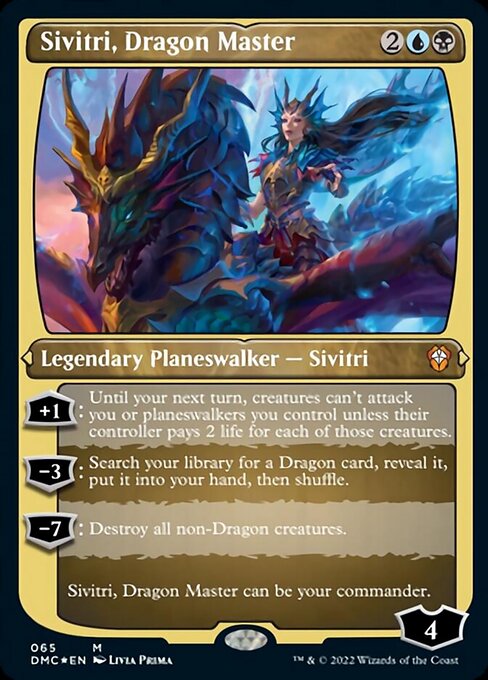 Sivitri, Dragon Master 2
Legendary Planeswalker — Sivitri
+1: Until your next turn, creatures can't attack
you or planeswalkers you control unless their
controller pays 2 life for each of those creatures.
−3: Search your library for a Dragon card, reveal it,
put it into your hand, then shuffle.
−7: Destroy all non-Dragon creatures.
Sivitri, Dragon Master can be your commander.
4
065 M
DMC★EN Livia Prima ™ & © 2022 Wizards of the Coast